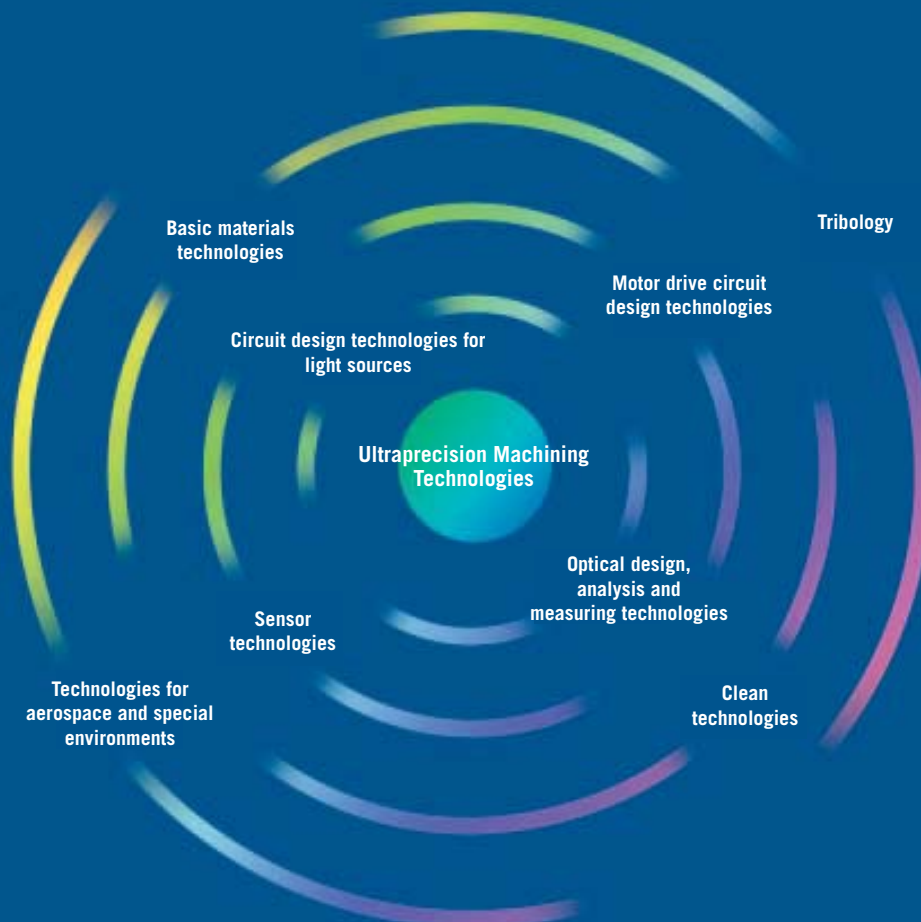 Tribology
Basic materials
technologies
Motor drive circuit
design technologies
Circuit design technologies for
light sources
Ultraprecision Machining
Technologies
Optical design,
analysis and
measuring technologies
Sensor
technologies
Technologies for
aerospace and special
environments
Clean
technologies